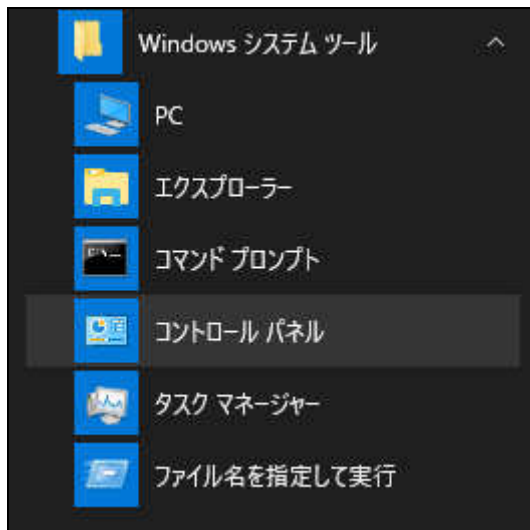 Windows システム ツール
PC
エクスプローラー
コマンド プロンプト
コントロール パネル
タスク マネージャー
ファイル名を指定して実行